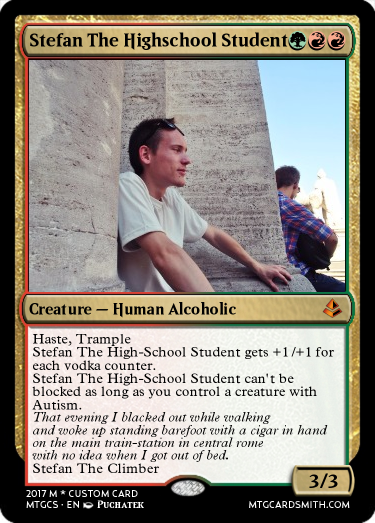 Stefan The Highschool Student
Creature — Human Alcoholic
Haste, Trample
Stefan The High-School Student gets +1/+1 for
each vodka counter.
Stefan The High-School Student can't be
blocked as long as you control a creature with
Autism.
That evening I blacked out while walking
and woke up standing barefoot with a cigar in hand
on the main train-station in central rome
with no idea when I got out of bed.
Stefan The Climber
3/3
2017 M * CUSTOM CARD
MTGCS • EN PUCHATEK
MTGCARDSMITH.COM